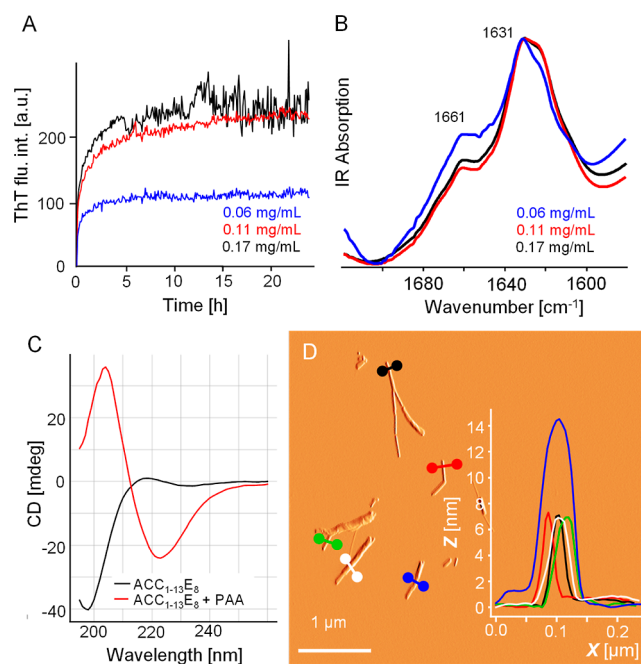 A
ThT flu. int. [a.u.]
200
100
0
0.06 mg/mL
0.11 mg/mL
0.17 mg/mL
0 5 10 15 20
Time [h]
B
IR Absorption
1631
1661
0.06 mg/mL
0.11 mg/mL
0.17 mg/mL
1680 1640 1600
Wavenumber [cm⁻¹]
C
CD [mdeg]
20
0
-20
-40
ACC₁₋₁₃E₈
ACC₁₋₁₃E₈ + PAA
200 220 240
Wavelength [nm]
D
1 µm
Z [nm]
14
12
10
8
6
4
2
0
0.0 0.1 0.2
X [µm]